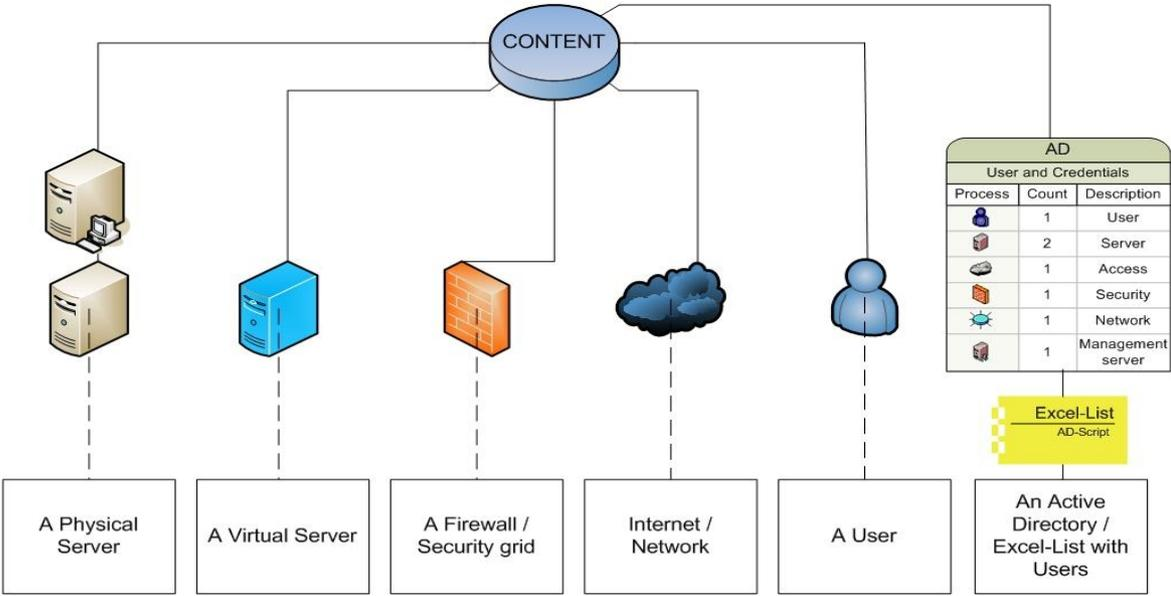 CONTENT
AD
User and Credentials
Process Count Description
1 User
2 Server
1 Access
1 Security
1 Network
1 Management
server
Excel-List
AD-Script
A Physical
Server
A Virtual Server
A Firewall /
Security grid
Internet /
Network
A User
An Active
Directory /
Excel-List with
Users